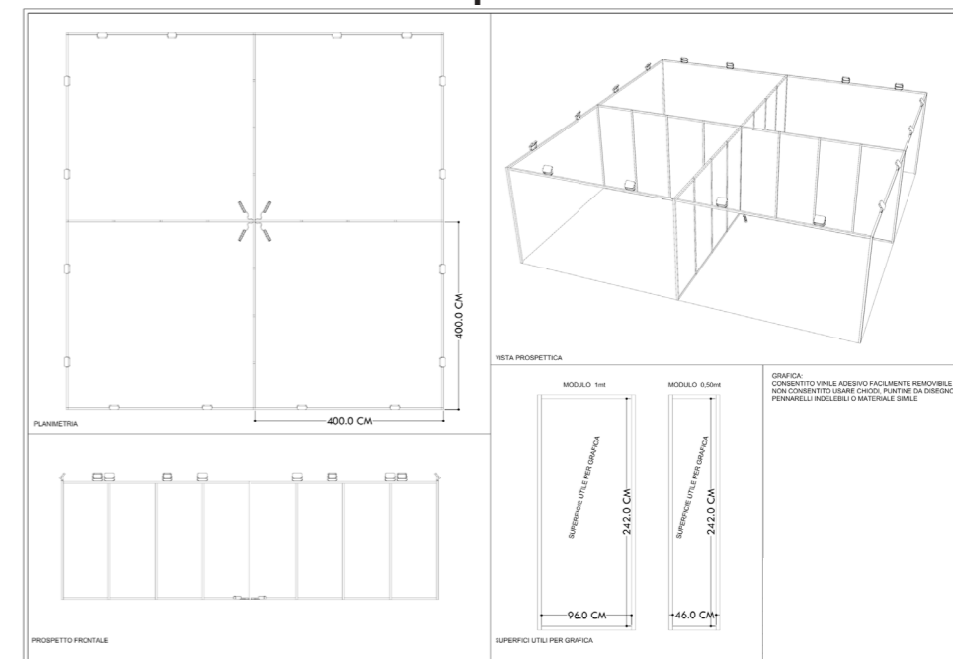 400.0 CM
400.0 CM
PLANIMETRIA
VISTA PROSPETTICA
MODULO 1mt
SUPERFICIE UTILE PER GRAFICA
242.0 CM
96.0 CM
MODULO 0,50mt
SUPERFICIE UTILE PER GRAFICA
242.0 CM
46.0 CM
SUPERFICI UTILI PER GRAFICA
GRAFICA:
CONSENTITO VINILE ADESIVO FACILMENTE REMOVIBILE
NON CONSENTITO USARE CHIODI, PUNTINE DA DISEGNO
PENNARELLI INDELEBILI O MATERIALE SIMILE
PROSPETTO FRONTALE